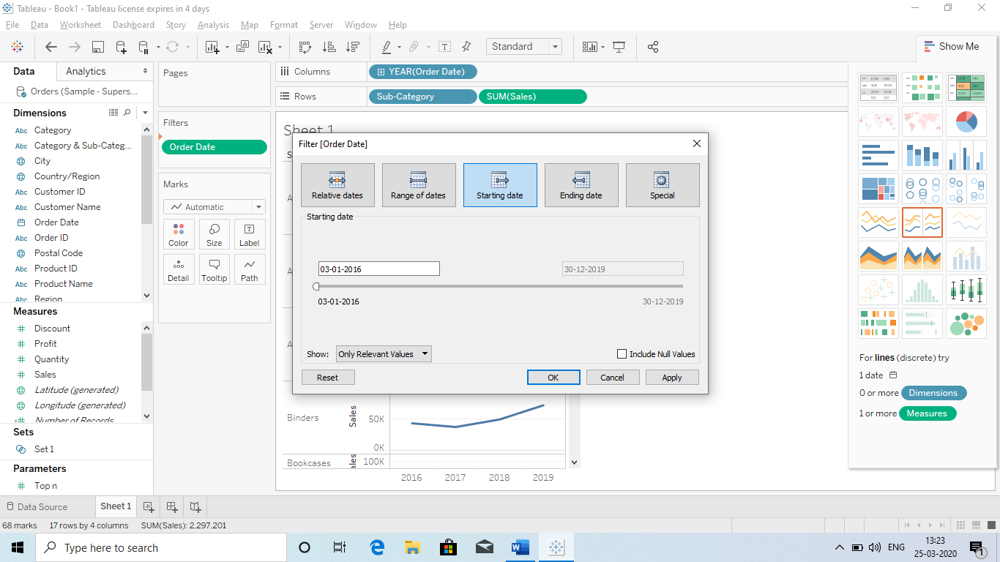 Tableau - Book1 - Tableau license expires in 4 days
File Data Worksheet Dashboard Story Analysis Map Format Server Window Help
Standard
Show Me
Data Analytics
Orders (Sample - Supers...
Dimensions
Abc Category
Abc Category & Sub-Categ...
City
Country/Region
Abc Customer ID
Abc Customer Name
Order Date
Abc Order ID
Postal Code
Abc Product ID
Abc Product Name
Abc Region
Measures
Discount
Profit
Quantity
Sales
Latitude (generated)
Longitude (generated)
Number of Records
Sets
Set 1
Parameters
Top n
Pages
Filters
Order Date
Marks
Automatic
Color Size Label
Detail Tooltip Path
Columns YEAR(Order Date)
Rows Sub-Category SUM(Sales)
Sheet 1
Filter [Order Date]
Relative dates Range of dates Starting date Ending date Special
Starting date
03-01-2016 30-12-2019
03-01-2016 30-12-2019
Show: Only Relevant Values Include Null Values
Reset OK Cancel Apply
Binders Sales 50K
0K
Bookcases 100K
2016 2017 2018 2019
For lines (discrete) try
1 date
0 or more Dimensions
1 or more Measures
Data Source Sheet 1
68 marks 17 rows by 4 columns SUM(Sales): 2,297,201
Type here to search
ENG
13:23
25-03-2020
1